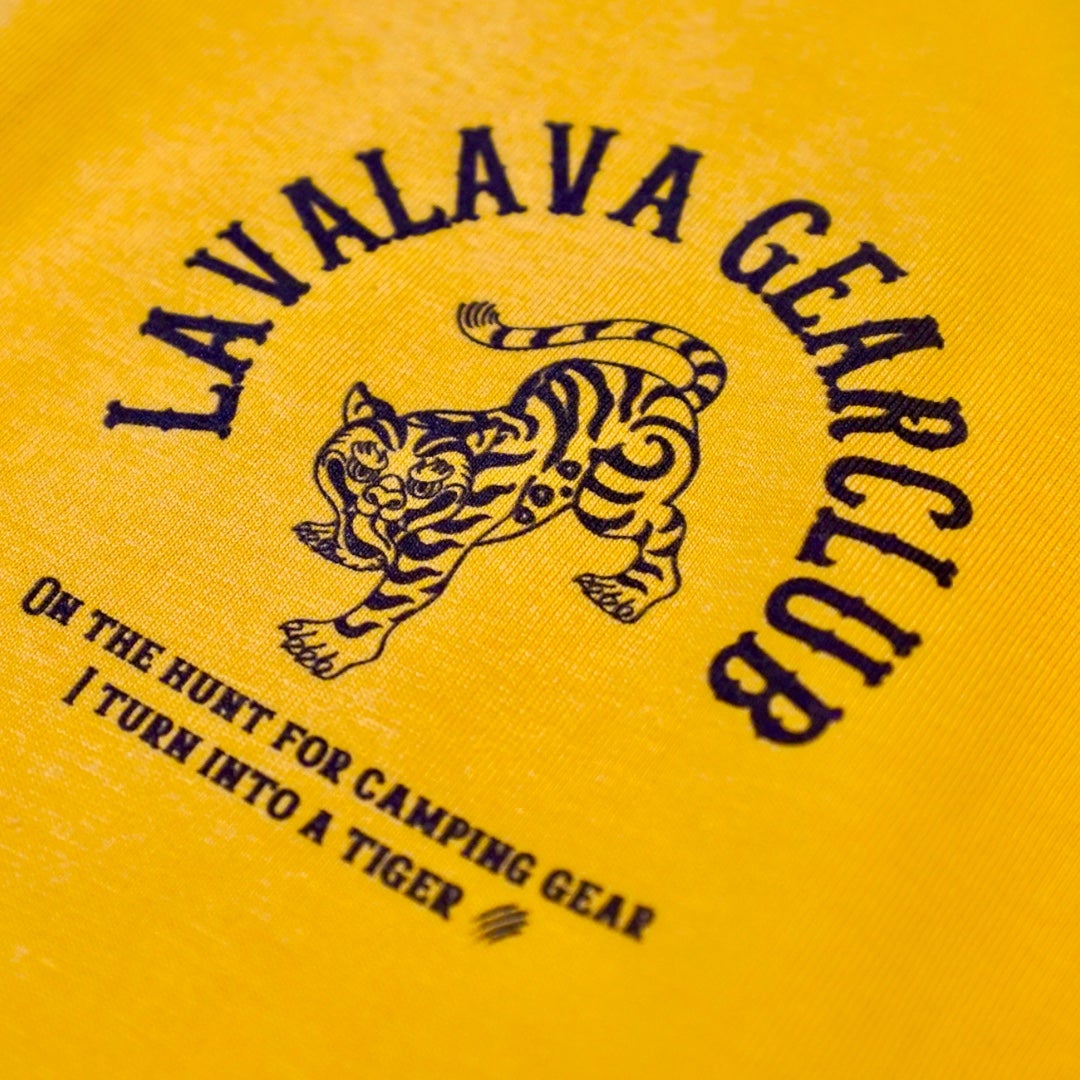 LAVALAVA GEARCLUB
ON THE HUNT FOR CAMPING GEAR
I TURN INTO A TIGER